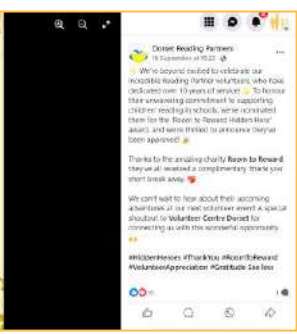 Dorset Reading Partners
18 September at 10:22
We're beyond excited to celebrate our
incredible Reading Partner volunteers, who have
dedicated over 10 years of service! To honour
their unwavering commitment to supporting
children reading in schools, we've nominated
them for the 'Room to Reward Hidden Hero'
award, and we're thrilled to announce they've
been approved!
Thanks to the amazing charity Room to Reward
they've all received a complimentary 'thank you'
short break away.
We can't wait to hear about their upcoming
adventures at our next volunteer event! A special
shoutout to Volunteer Centre Dorset for
connecting us with this wonderful opportunity.
#HiddenHeroes #ThankYou #RoomToReward
#VolunteerAppreciation #Gratitude See less